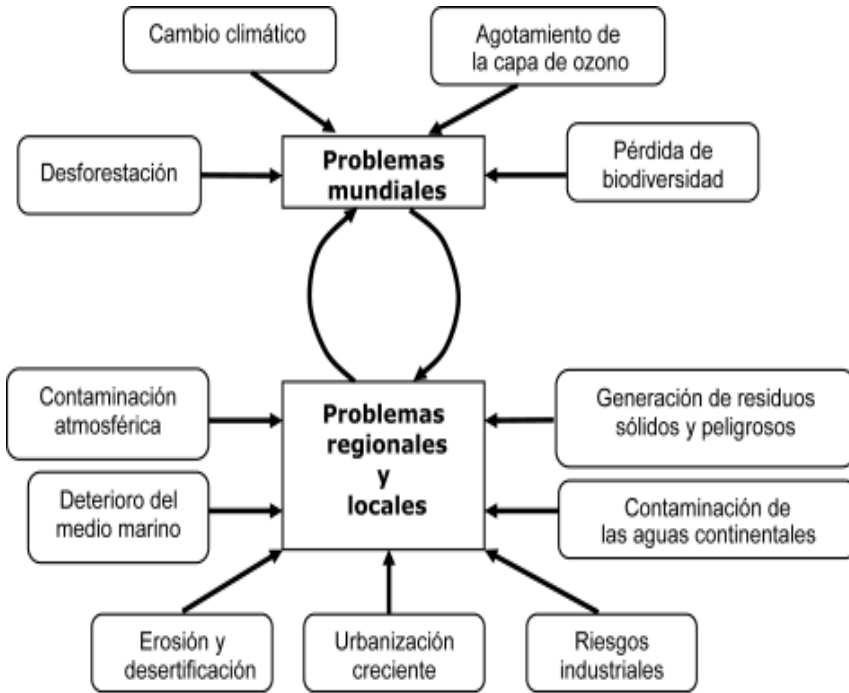 Cambio climático
Agotamiento de
la capa de ozono
Desforestación
Problemas
mundiales
Pérdida de
biodiversidad
Contaminación
atmosférica
Problemas
regionales
y
locales
Generación de residuos
sólidos y peligrosos
Deterioro del
medio marino
Contaminación de
las aguas continentales
Erosión y
desertificación
Urbanización
creciente
Riesgos
industriales